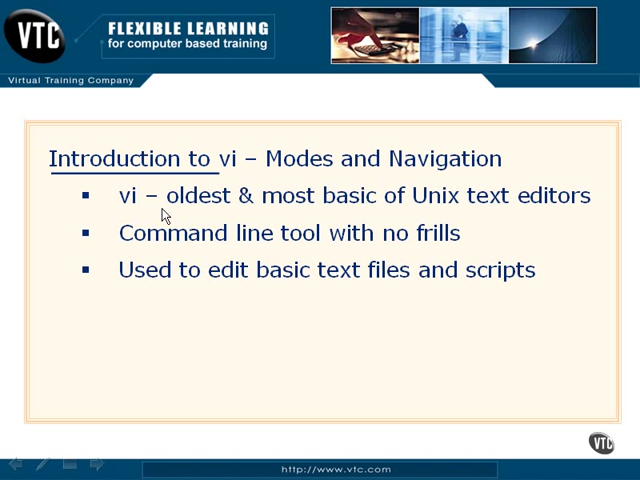 VTC
FLEXIBLE LEARNING
for computer based training
Virtual Training Company
Introduction to vi – Modes and Navigation
▪ vi – oldest & most basic of Unix text editors
▪ Command line tool with no frills
▪ Used to edit basic text files and scripts
VTC
http://www.vtc.com